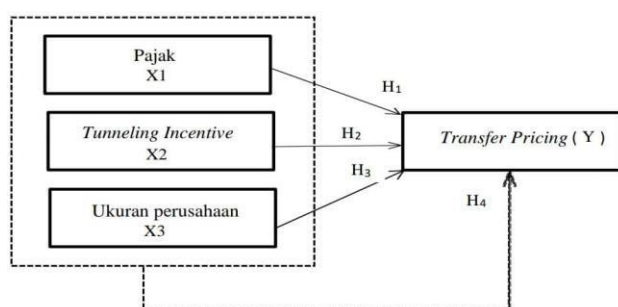 Pajak
X1
H₁
Tunneling Incentive
X2
H₂
Transfer Pricing ( Y )
H₃
Ukuran perusahaan
X3
H₄